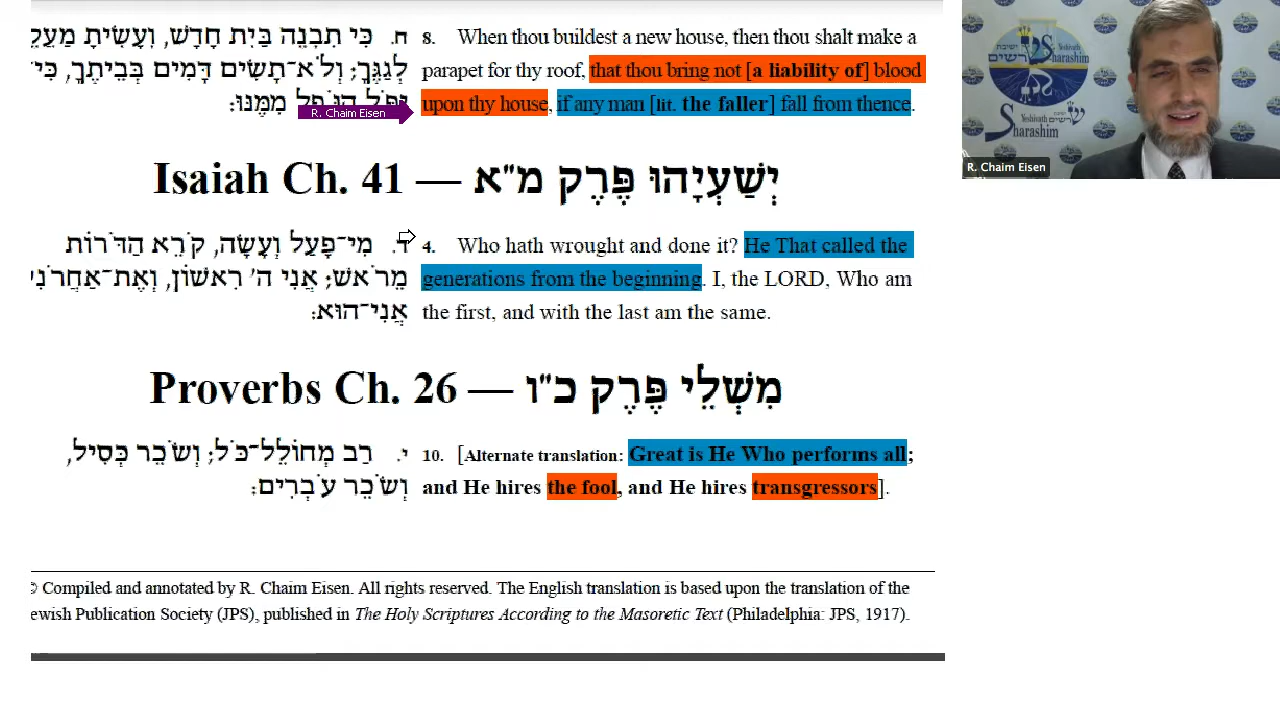 ח. כִּי תִבְנֶה בַּיִת חָדָשׁ, וְעָשִׂיתָ מַעֲקֶ
לְגַגֶּךָ; וְלֹא־תָשִׂים דָּמִים בְּבֵיתֶךָ, כִּי־
יִפֹּל הַנֹּפֵל מִמֶּנּוּ:
8. When thou buildest a new house, then thou shalt make a
parapet for thy roof, that thou bring not [a liability of] blood
upon thy house, if any man [lit. the faller] fall from thence.
R. Chaim Eisen
Isaiah Ch. 41 — יְשַׁעְיָהוּ פֶּרֶק מ"א
ד. מִי־פָעַל וְעָשָׂה, קֹרֵא הַדֹּרוֹת
מֵרֹאשׁ; אֲנִי ה' רִאשׁוֹן, וְאֶת־אַחֲרֹנִ
אֲנִי־הוּא:
4. Who hath wrought and done it? He That called the
generations from the beginning. I, the LORD, Who am
the first, and with the last am the same.
Proverbs Ch. 26 — מִשְׁלֵי פֶּרֶק כ"ו
י. רַב מְחוֹלֵל־כֹּל; וְשֹׂכֵר כְּסִיל,
וְשֹׂכֵר עֹבְרִים:
10. [Alternate translation: Great is He Who performs all;
and He hires the fool, and He hires transgressors].
© Compiled and annotated by R. Chaim Eisen. All rights reserved. The English translation is based upon the translation of the
ewish Publication Society (JPS), published in The Holy Scriptures According to the Masoretic Text (Philadelphia: JPS, 1917).
Yeshivath
Sharashim
R. Chaim Eisen